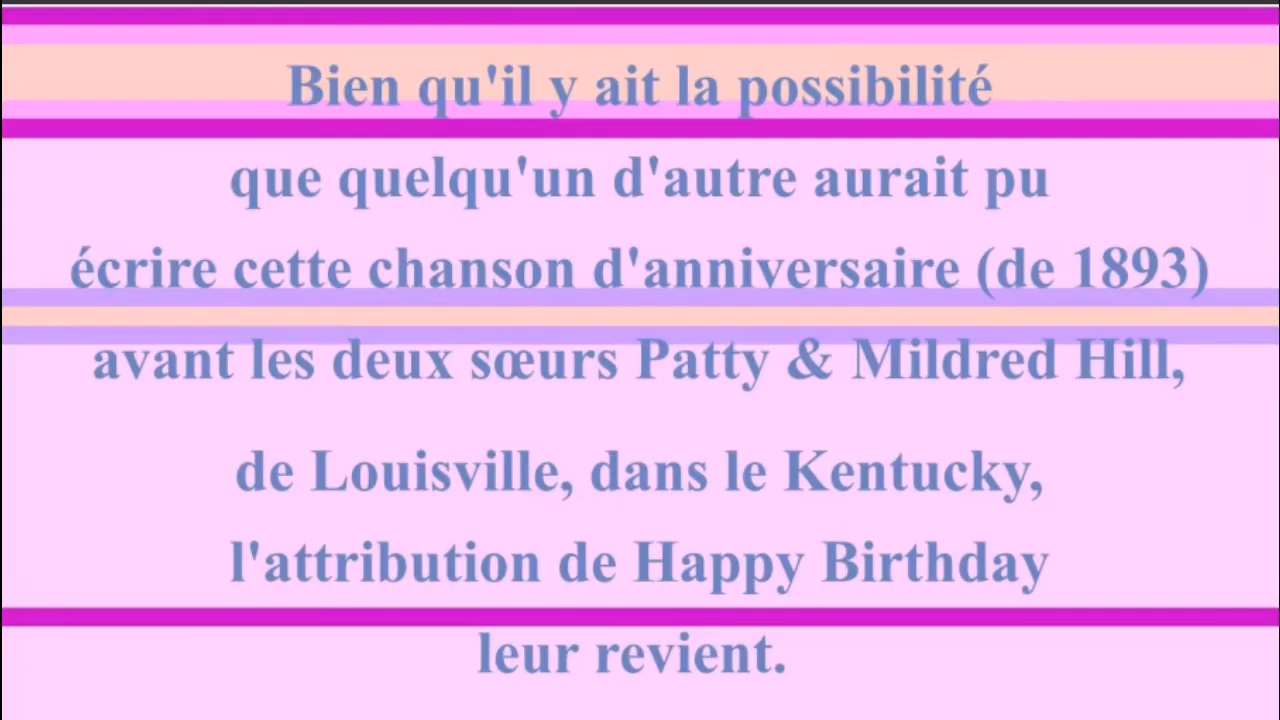 Bien qu'il y ait la possibilité
que quelqu'un d'autre aurait pu
écrire cette chanson d'anniversaire (de 1893)
avant les deux sœurs Patty & Mildred Hill,
de Louisville, dans le Kentucky,
l'attribution de Happy Birthday
leur revient.